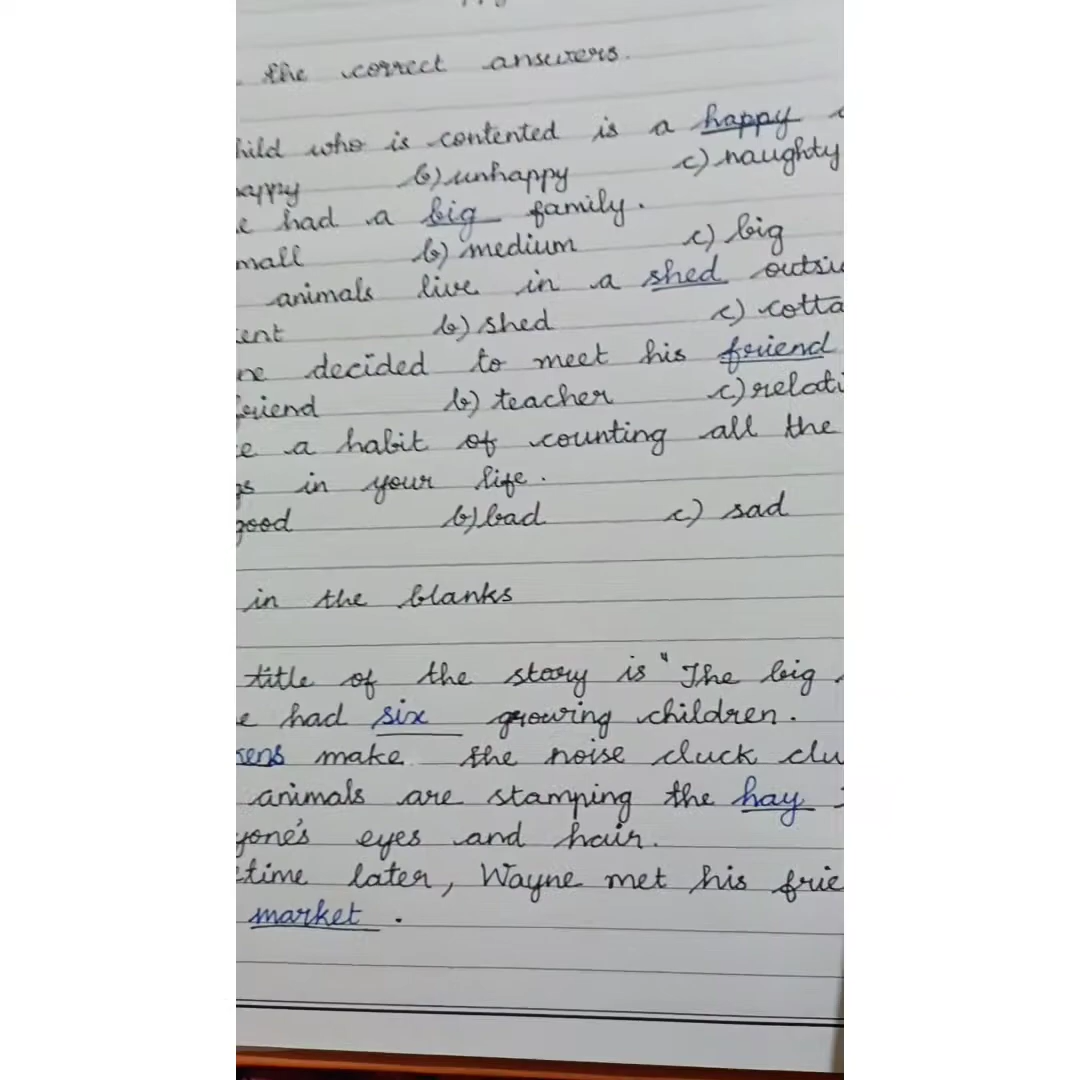 the correct answers.
hild who is contented is a happy
appy b) unhappy c) naughty
e had a big family.
mall b) medium c) big
animals live in a shed outsi
ent b) shed c) cotta
ne decided to meet his friend
friend b) teacher c) relati
e a habit of counting all the
gs in your life.
good b) bad c) sad
in the blanks
title of the story is "The big
e had six growing children.
kens make the noise cluck clu
animals are stamping the hay
yone's eyes and hair.
etime later, Wayne met his frie
market.